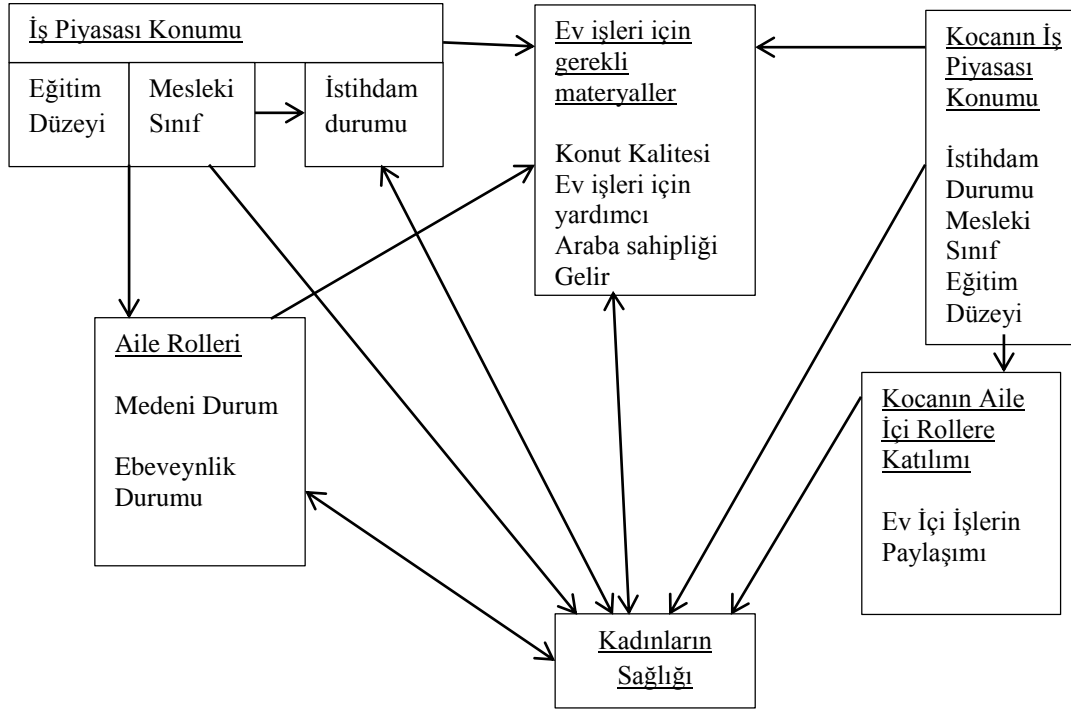 İş Piyasası Konumu
Eğitim
Düzeyi
Mesleki
Sınıf
İstihdam
durumu
Ev işleri için
gerekli
materyaller
Konut Kalitesi
Ev işleri için
yardımcı
Araba sahipliği
Gelir
Kocanın İş
Piyasası
Konumu
İstihdam
Durumu
Mesleki
Sınıf
Eğitim
Düzeyi
Aile Rolleri
Medeni Durum
Ebeveynlik
Durumu
Kocanın Aile
İçi Rollere
Katılımı
Ev İçi İşlerin
Paylaşımı
Kadınların
Sağlığı